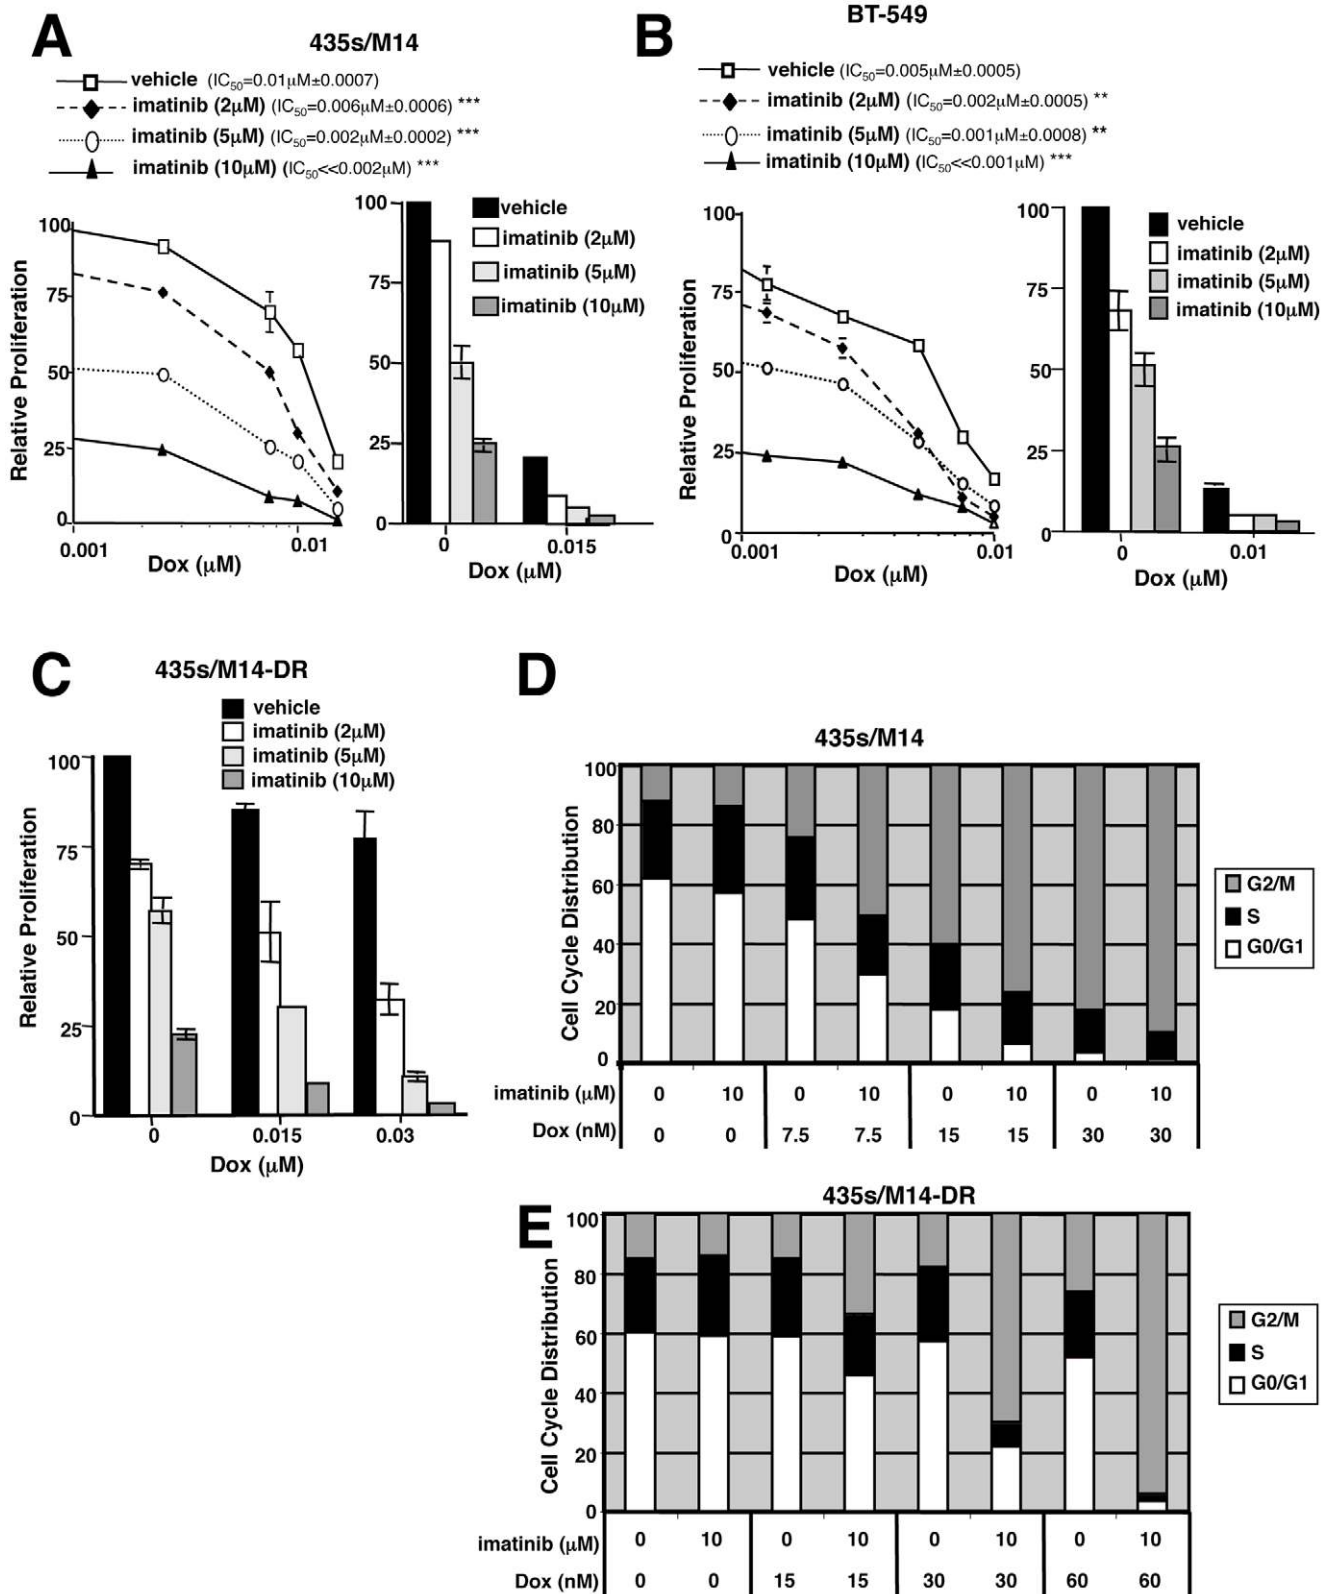 A
435s/M14
vehicle (IC50=0.01µM±0.0007)
imatinib (2µM) (IC50=0.006µM±0.0006) ***
imatinib (5µM) (IC50=0.002µM±0.0002) ***
imatinib (10µM) (IC50<<0.002µM) ***
Relative Proliferation
100
75
50
25
0
0.001
0.01
Dox (µM)
100
75
50
25
0
vehicle
imatinib (2µM)
imatinib (5µM)
imatinib (10µM)
0
0.015
Dox (µM)
B
BT-549
vehicle (IC50=0.005µM±0.0005)
imatinib (2µM) (IC50=0.002µM±0.0005) **
imatinib (5µM) (IC50=0.001µM±0.0008) **
imatinib (10µM) (IC50<<0.001µM) ***
Relative Proliferation
100
75
50
25
0
0.001
0.01
Dox (µM)
100
75
50
25
0
vehicle
imatinib (2µM)
imatinib (5µM)
imatinib (10µM)
0
0.01
Dox (µM)
C
435s/M14-DR
vehicle
imatinib (2µM)
imatinib (5µM)
imatinib (10µM)
Relative Proliferation
100
75
50
25
0
0
0.015
0.03
Dox (µM)
D
435s/M14
Cell Cycle Distribution
100
80
60
40
20
0
G2/M
S
G0/G1
imatinib (µM) 0 10 0 10 0 10 0 10
Dox (nM) 0 0 7.5 7.5 15 15 30 30
E
435s/M14-DR
Cell Cycle Distribution
100
80
60
40
20
0
G2/M
S
G0/G1
imatinib (µM) 0 10 0 10 0 10 0 10
Dox (nM) 0 0 15 15 30 30 60 60